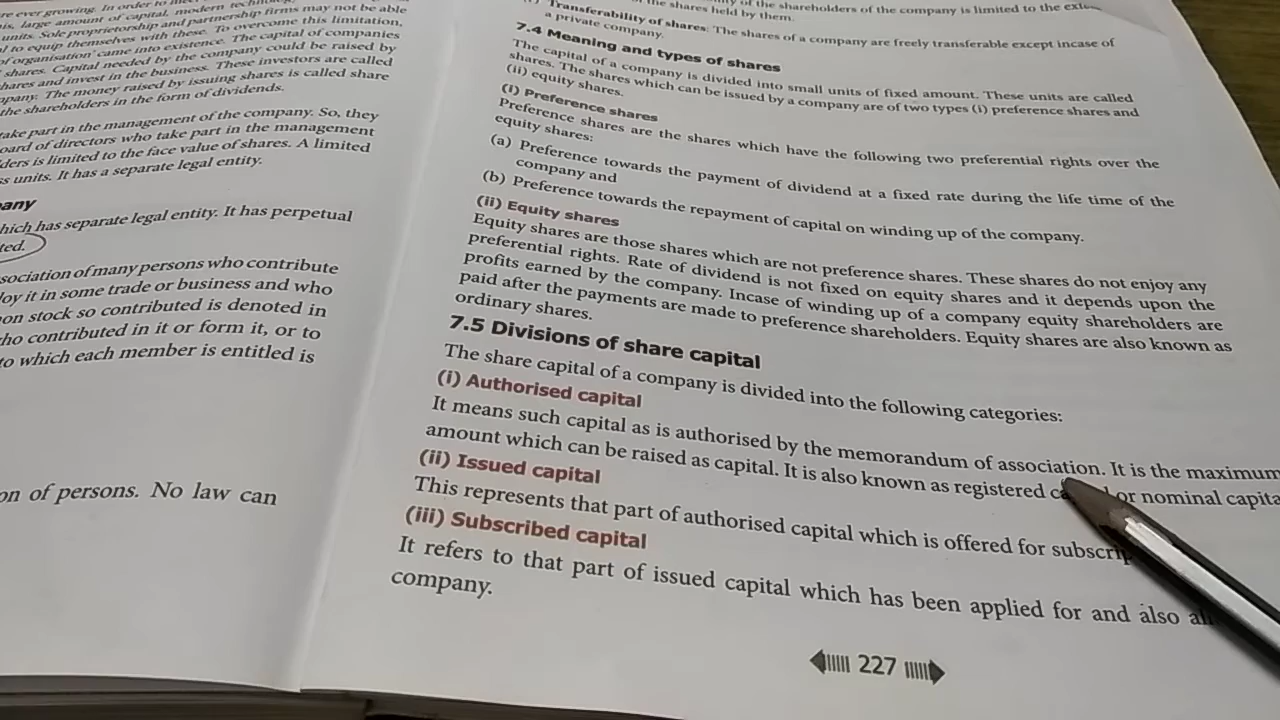 re ever growing. In order to
is, large amount of capital, modern
units. Sole proprietorship and partnership firms may not be able
l to equip themselves with these. To overcome this limitation,
of organisation' came into existence. The capital of companies
shares. Capital needed by the company could be raised by
hares and invest in the business. These investors are called
pany. The money raised by issuing shares is called share
the shareholders in the form of dividends.
take part in the management of the company. So, they
oard of directors who take part in the management
ders is limited to the face value of shares. A limited
s units. It has a separate legal entity.
any
hich has separate legal entity. It has perpetual
ted.
sociation of many persons who contribute
loy it in some trade or business and who
on stock so contributed is denoted in
ho contributed in it or form it, or to
to which each member is entitled is
on of persons. No law can
of the shareholders of the company is limited to the
the shares held by them.
Transferability of shares: The shares of a company are freely transferable except incase of
a private company.
7.4 Meaning and types of shares
The capital of a company is divided into small units of fixed amount. These units are called
shares. The shares which can be issued by a company are of two types (i) preference shares and
(ii) equity shares.
(i) Preference shares
Preference shares are the shares which have the following two preferential rights over the
equity shares:
(a) Preference towards the payment of dividend at a fixed rate during the life time of the
company and
(b) Preference towards the repayment of capital on winding up of the company.
(ii) Equity shares
Equity shares are those shares which are not preference shares. These shares do not enjoy any
preferential rights. Rate of dividend is not fixed on equity shares and it depends upon the
profits earned by the company. Incase of winding up of a company equity shareholders are
paid after the payments are made to preference shareholders. Equity shares are also known as
ordinary shares.
7.5 Divisions of share capital
The share capital of a company is divided into the following categories:
(i) Authorised capital
It means such capital as is authorised by the memorandum of association. It is the maximum
amount which can be raised as capital. It is also known as registered or nominal capita
(ii) Issued capital
This represents that part of authorised capital which is offered for subscrip
(iii) Subscribed capital
It refers to that part of issued capital which has been applied for and also al
company.
227